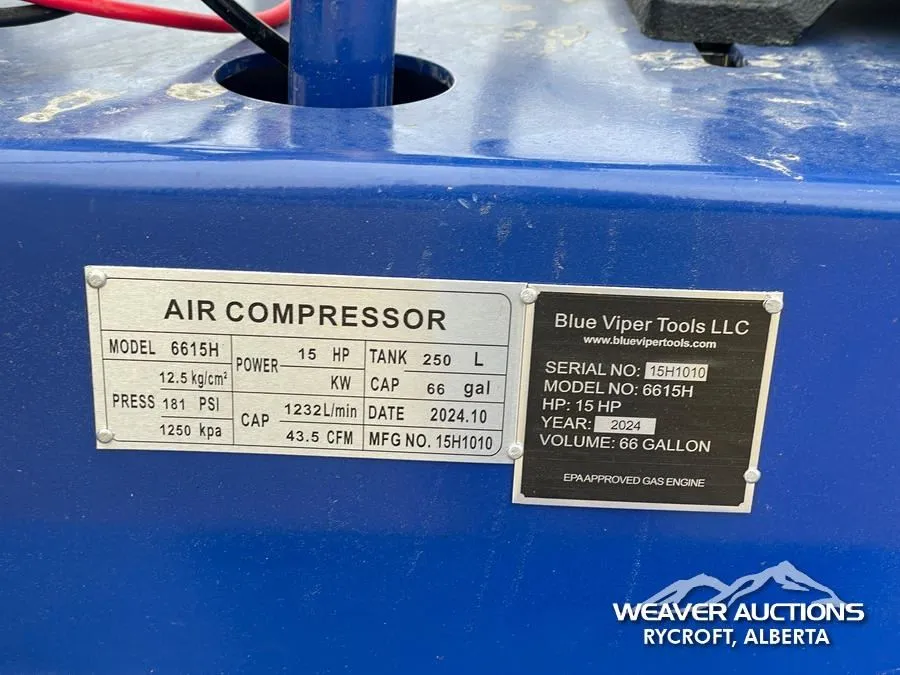 AIR COMPRESSOR
MODEL 6615H
POWER 15 HP
KW
TANK 250 L
CAP 66 gal
PRESS 12.5 kg/cm²
181 PSI
1250 kpa
CAP 1232L/min
43.5 CFM
DATE 2024.10
MFG NO. 15H1010
Blue Viper Tools LLC
www.bluevipertools.com
SERIAL NO: 15H1010
MODEL NO: 6615H
HP: 15 HP
YEAR: 2024
VOLUME: 66 GALLON
EPA APPROVED GAS ENGINE
WEAVER AUCTIONS
RYCROFT, ALBERTA